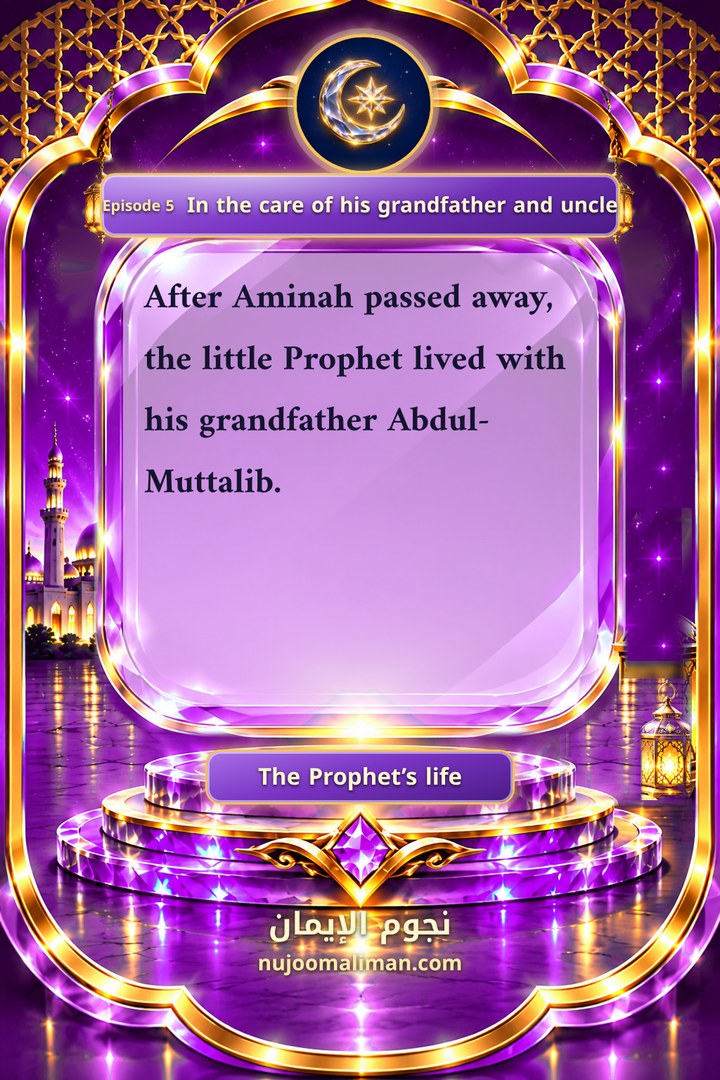 Episode 5 In the care of his grandfather and uncle
After Aminah passed away,
the little Prophet lived with
his grandfather Abdul-
Muttalib.
The Prophet’s life
نجوم الإيمان
nujoomaliman.com